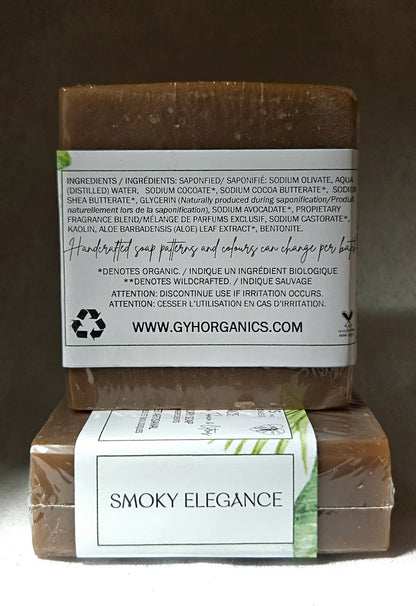 INGREDIENTS / INGRÉDIENTS: SAPONFIED/ SAPONIFIÉ: SODIUM OLIVATE, AQUA
(DISTILLED) WATER, SODIUM COCOATE*, SODIUM COCOA BUTTERATE*, SODIUM
SHEA BUTTERATE*, GLYCERIN (Naturally produced during saponification/Produit
naturellement lors de la saponification), SODIUM AVOCADATE*, PROPIETARY
FRAGRANCE BLEND/MÉLANGE DE PARFUMS EXCLUSIF, SODIUM CASTORATE*,
KAOLIN, ALOE BARBADENSIS (ALOE) LEAF EXTRACT*, BENTONITE.
Handcrafted soap patterns and colours can change per batch
*DENOTES ORGANIC. / INDIQUE UN INGRÉDIENT BIOLOGIQUE
**DENOTES WILDCRAFTED. / INDIQUE SAUVAGE
ATTENTION: DISCONTINUE USE IF IRRITATION OCCURS.
ATTENTION: CESSER L'UTILISATION EN CAS D'IRRITATION.
WWW.GYHORGANICS.COM
SMOKY ELEGANCE